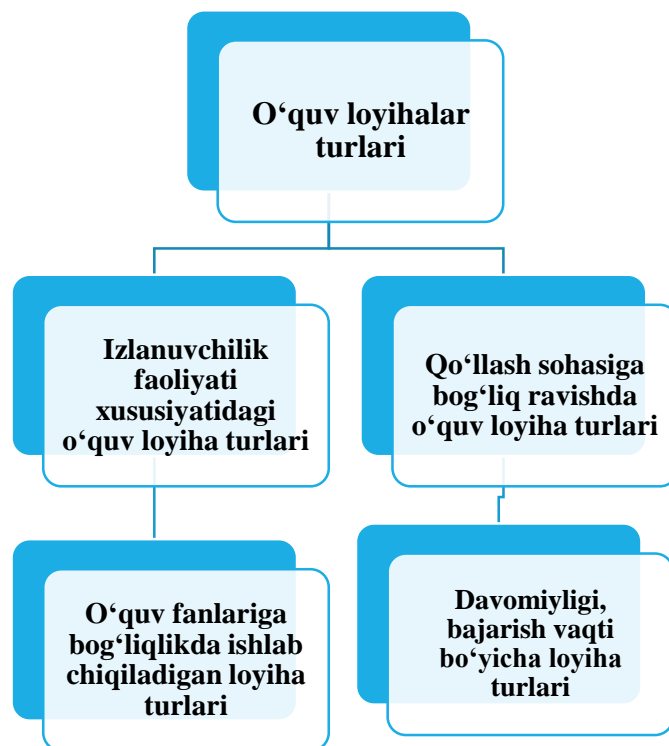 O‘quv loyihalar
turlari
Izlanuvchilik
faoliyati
xususiyatidagi
o‘quv loyiha turlari
Qo‘llash sohasiga
bog‘liq ravishda
o‘quv loyiha turlari
O‘quv fanlariga
bog‘liqlikda ishlab
chiqiladigan loyiha
turlari
Davomiyligi,
bajarish vaqti
bo‘yicha loyiha
turlari